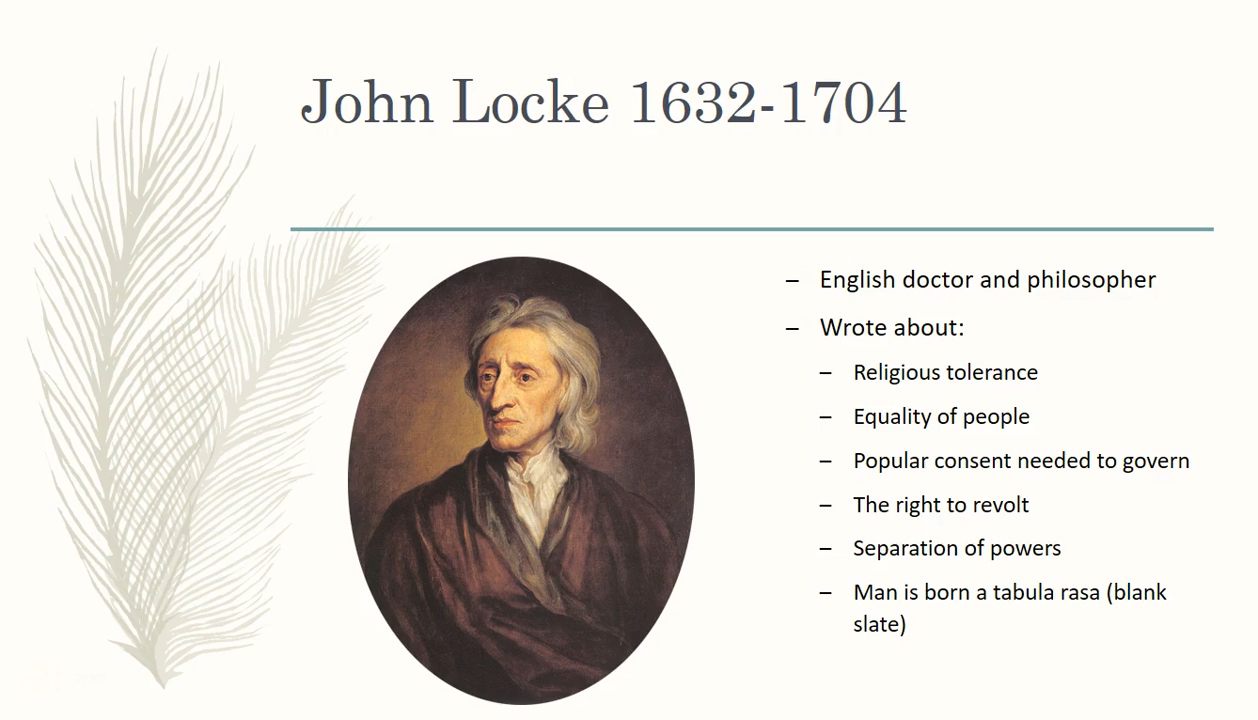 John Locke 1632-1704
– English doctor and philosopher
– Wrote about:
– Religious tolerance
– Equality of people
– Popular consent needed to govern
– The right to revolt
– Separation of powers
– Man is born a tabula rasa (blank
slate)